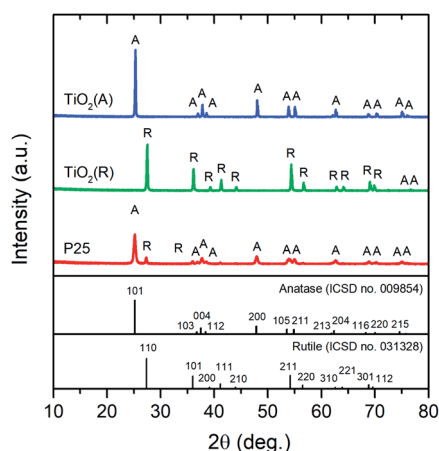 A
TiO2(A)
A A A A A A A A A A A
R
TiO2(R)
R R R R R R R R R R R A A
A
P25
R R A A A A A A A A A A A
Anatase (ICSD no. 009854)
101
103 004 112 200 105 211 213 204 116 220 215
Rutile (ICSD no. 031328)
110
101 200 111 210 211 220 310 221 301 112
10 20 30 40 50 60 70 80
2θ (deg.)
Intensity (a.u.)